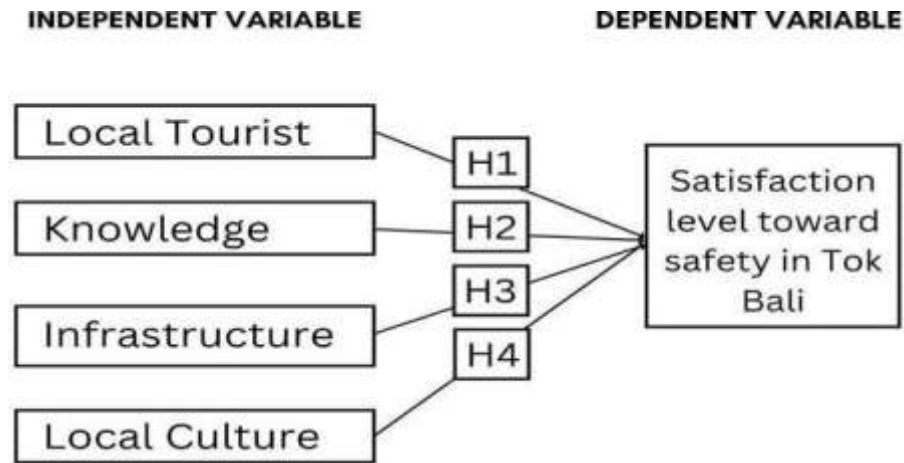 INDEPENDENT VARIABLE
DEPENDENT VARIABLE
Local Tourist
Knowledge
Infrastructure
Local Culture
H1
H2
H3
H4
Satisfaction
level toward
safety in Tok
Bali